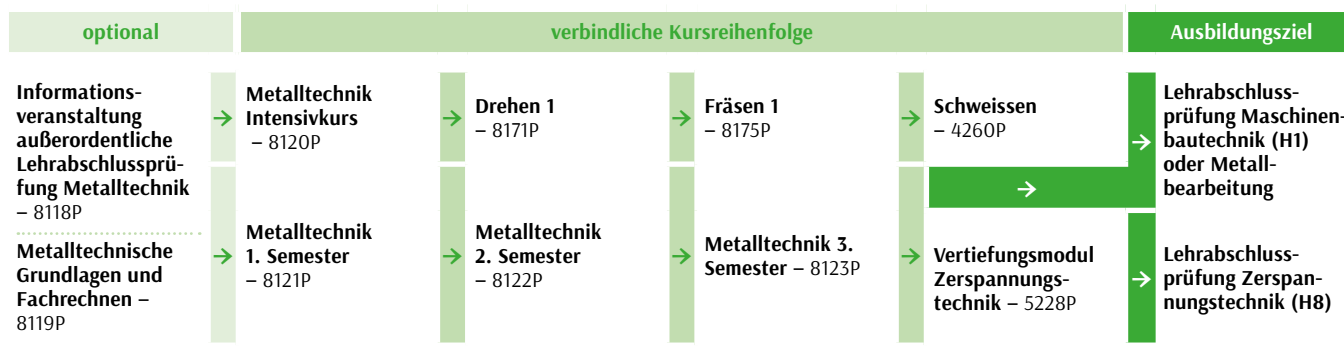 optional
verbindliche Kursreihenfolge
Ausbildungsziel
Informations-
veranstaltung
außerordentliche
Lehrabschlussprü-
fung Metalltechnik
– 8118P
Metalltechnische
Grundlagen und
Fachrechnen –
8119P
Metalltechnik
Intensivkurs
– 8120P
Drehen 1
– 8171P
Fräsen 1
– 8175P
Schweissen
– 4260P
Lehrabschluss-
prüfung Maschinen-
bautechnik (H1)
oder Metall-
bearbeitung
Metalltechnik
1. Semester
– 8121P
Metalltechnik
2. Semester
– 8122P
Metalltechnik 3.
Semester – 8123P
Vertiefungsmodul
Zerspannungs-
technik – 5228P
Lehrabschluss-
prüfung Zerspan-
nungstechnik (H8)